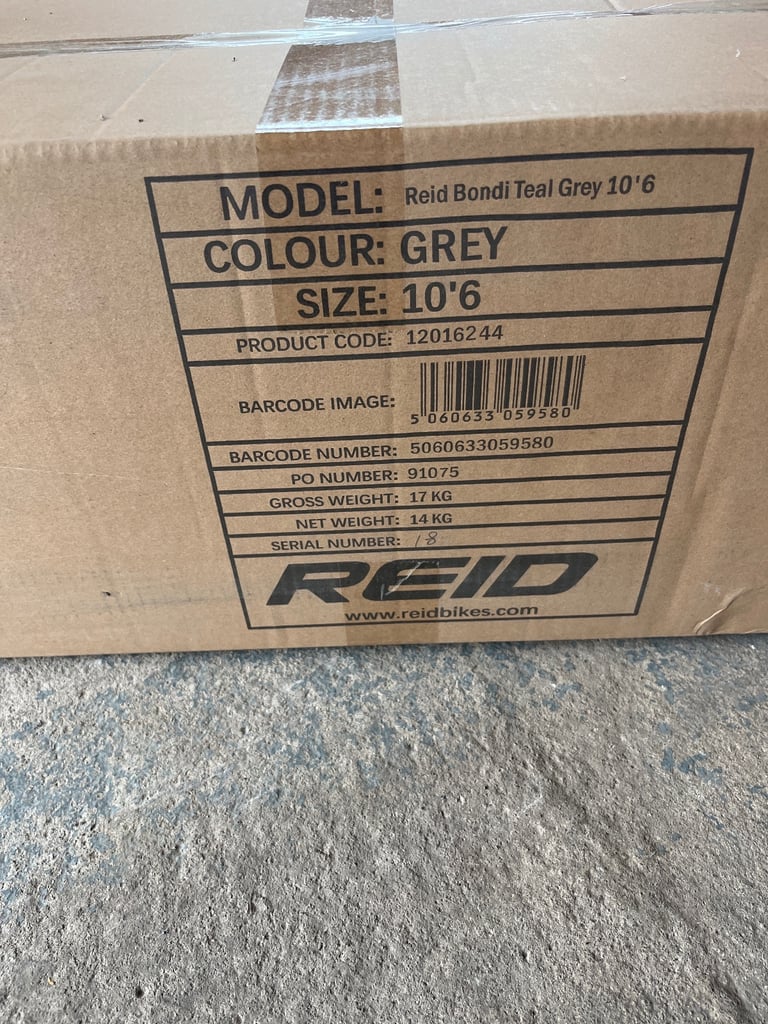 MODEL: Reid Bondi Teal Grey 10'6
COLOUR: GREY
SIZE: 10'6
PRODUCT CODE: 12016244
BARCODE IMAGE: 5 060633 059580
BARCODE NUMBER: 5060633059580
PO NUMBER: 91075
GROSS WEIGHT: 17 KG
NET WEIGHT: 14 KG
SERIAL NUMBER: 18
REID
www.reidbikes.com